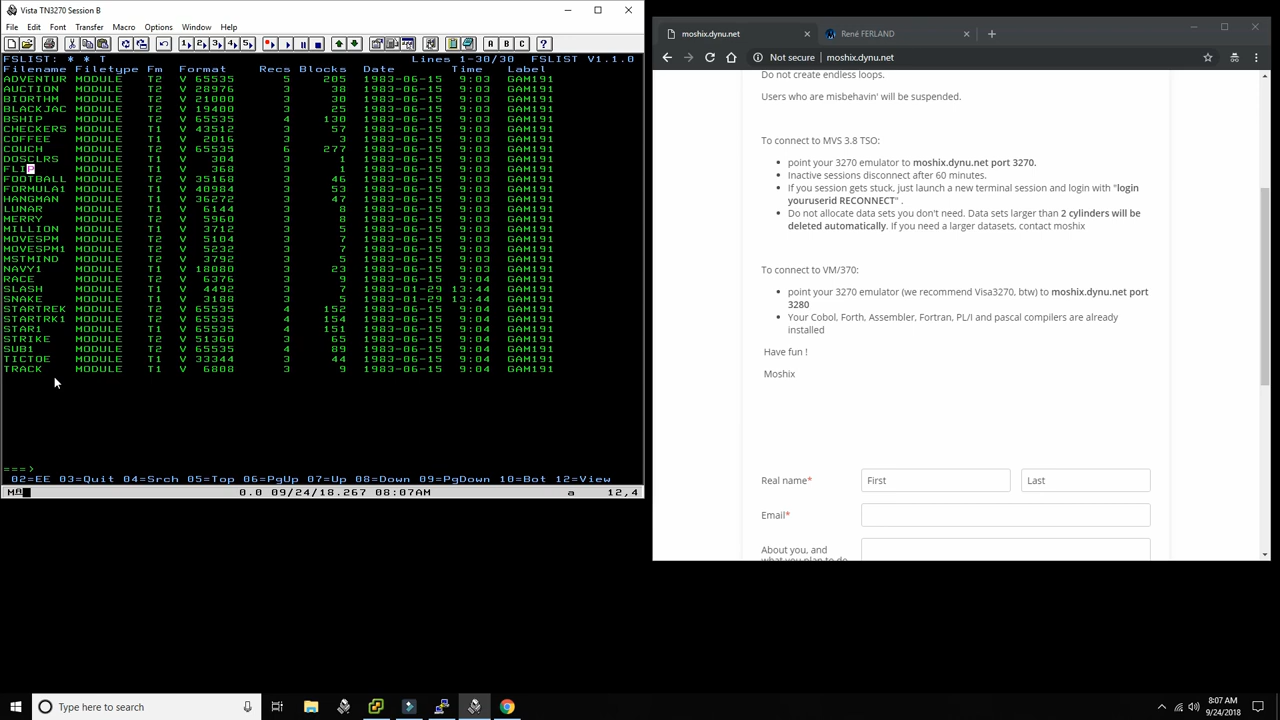 Vista TN3270 Session B
File Edit Font Transfer Macro Options Window Help
FSLIST: * * T Lines 1-30/30 FSLIST V1.1.0
Filename Filetype Fm Format Recs Blocks Date Time Label
ADVENTUR MODULE T2 V 65535 5 205 1983-06-15 9:03 GAM191
AUCTION MODULE T2 V 28976 3 38 1983-06-15 9:03 GAM191
BIORTHM MODULE T2 V 21000 3 30 1983-06-15 9:03 GAM191
BLACKJAC MODULE T2 V 19400 3 25 1983-06-15 9:03 GAM191
BSHIP MODULE T2 V 65535 4 130 1983-06-15 9:03 GAM191
CHECKERS MODULE T1 V 43512 3 57 1983-06-15 9:03 GAM191
COFFEE MODULE T1 V 2016 3 3 1983-06-15 9:03 GAM191
COUCH MODULE T2 V 65535 6 277 1983-06-15 9:03 GAM191
DOSCLRS MODULE T1 V 304 3 1 1983-06-15 9:03 GAM191
FLIP MODULE T1 V 368 3 1 1983-06-15 9:03 GAM191
FOOTBALL MODULE T2 V 35168 3 46 1983-06-15 9:03 GAM191
FORMULA1 MODULE T1 V 40984 3 53 1983-06-15 9:03 GAM191
HANGMAN MODULE T1 V 36272 3 47 1983-06-15 9:03 GAM191
LUNAR MODULE T1 V 6144 3 8 1983-06-15 9:03 GAM191
MERRY MODULE T2 V 5960 3 8 1983-06-15 9:03 GAM191
MILLION MODULE T1 V 3712 3 5 1983-06-15 9:03 GAM191
MOVESPM MODULE T2 V 5104 3 7 1983-06-15 9:03 GAM191
MOVESPM1 MODULE T2 V 5232 3 7 1983-06-15 9:03 GAM191
MSTMIND MODULE T2 V 3792 3 5 1983-06-15 9:03 GAM191
NAVY1 MODULE T1 V 18080 3 23 1983-06-15 9:04 GAM191
RACE MODULE T2 V 6376 3 9 1983-06-15 9:04 GAM191
SLASH MODULE T1 V 4492 3 7 1983-01-29 13:44 GAM191
SNAKE MODULE T1 V 3188 3 5 1983-01-29 13:44 GAM191
STARTREK MODULE T2 V 65535 4 152 1983-06-15 9:04 GAM191
STARTRK1 MODULE T2 V 65535 4 154 1983-06-15 9:04 GAM191
STAR1 MODULE T1 V 65535 4 151 1983-06-15 9:04 GAM191
STRIKE MODULE T2 V 51360 3 65 1983-06-15 9:04 GAM191
SUB1 MODULE T2 V 65535 4 89 1983-06-15 9:04 GAM191
TICTOE MODULE T1 V 33344 3 44 1983-06-15 9:04 GAM191
TRACK MODULE T1 V 6808 3 9 1983-06-15 9:04 GAM191
===>
02=EE 03=Quit 04=Srch 05=Top 06=PgUp 07=Up 08=Down 09=PgDown 10=Bot 12=View
0.0 09/24/18.267 08:07AM a 12,4
moshix.dynu.net
René FERLAND
Not secure moshix.dynu.net
Do not create endless loops.
Users who are misbehavin' will be suspended.
To connect to MVS 3.8 TSO:
• point your 3270 emulator to moshix.dynu.net port 3270.
• Inactive sessions disconnect after 60 minutes.
• If you session gets stuck, just launch a new terminal session and login with "login
youruserid RECONNECT" .
• Do not allocate data sets you don't need. Data sets larger than 2 cylinders will be
deleted automatically. If you need a larger datasets, contact moshix
To connect to VM/370:
• point your 3270 emulator (we recommend Visa3270, btw) to moshix.dynu.net port
3280
• Your Cobol, Forth, Assembler, Fortran, PL/I and pascal compilers are already
installed
Have fun !
Moshix
Real name* First Last
Email*
About you, and
Type here to search
8:07 AM
9/24/2018